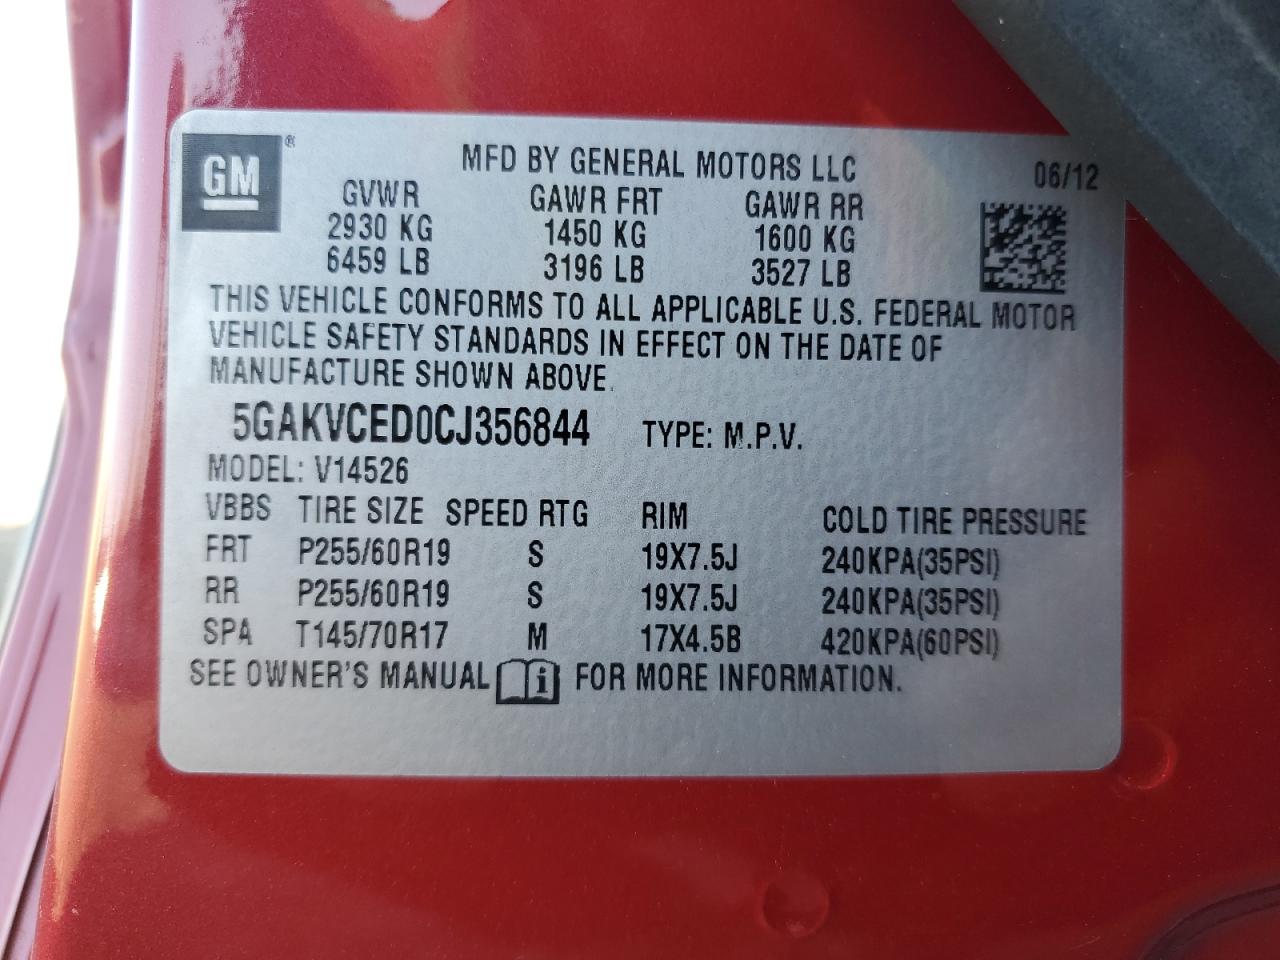 GM ®
MFD BY GENERAL MOTORS LLC 06/12
GVWR GAWR FRT GAWR RR
2930 KG 1450 KG 1600 KG
6459 LB 3196 LB 3527 LB
THIS VEHICLE CONFORMS TO ALL APPLICABLE U.S. FEDERAL MOTOR
VEHICLE SAFETY STANDARDS IN EFFECT ON THE DATE OF
MANUFACTURE SHOWN ABOVE.
5GAKVCED0CJ356844 TYPE: M.P.V.
MODEL: V14526
VBBS TIRE SIZE SPEED RTG RIM COLD TIRE PRESSURE
FRT P255/60R19 S 19X7.5J 240KPA(35PSI)
RR P255/60R19 S 19X7.5J 240KPA(35PSI)
SPA T145/70R17 M 17X4.5B 420KPA(60PSI)
SEE OWNER'S MANUAL i FOR MORE INFORMATION.